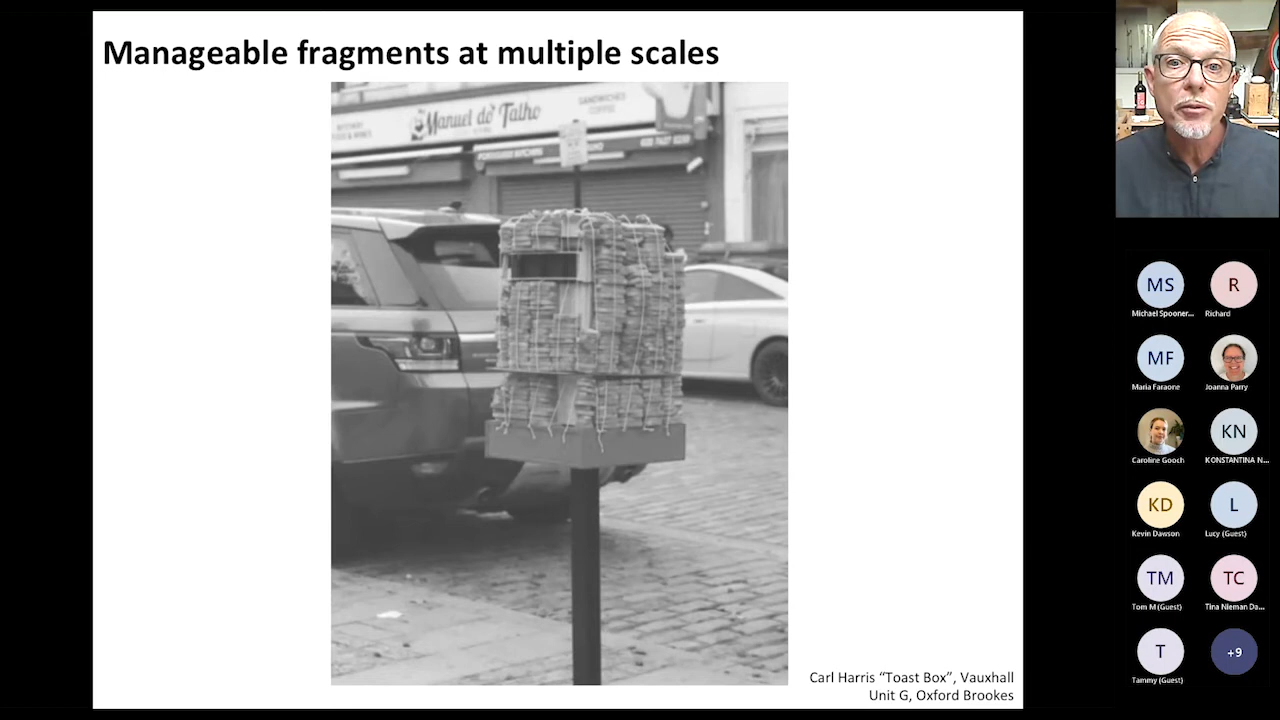 Manageable fragments at multiple scales
Manuel do Talho
SANDWICHES
COFFEE
Carl Harris “Toast Box”, Vauxhall
Unit G, Oxford Brookes
MS
Michael Spooner...
R
Richard
MF
Maria Faraone
Joanna Parry
Caroline Gooch
KN
KONSTANTINA N...
KD
Kevin Dawson
L
Lucy (Guest)
TM
Tom M (Guest)
TC
Tina Nieman Da...
T
Tammy (Guest)
+9